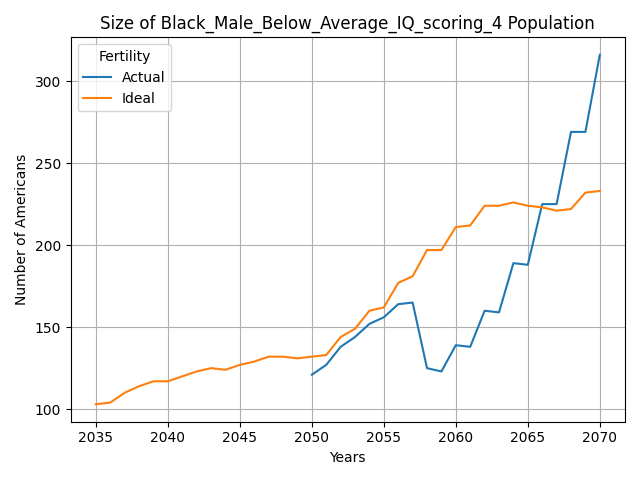 Size of Black_Male_Below_Average_IQ_scoring_4 Population
Fertility
Actual
Ideal
Number of Americans
300
250
200
150
100
2035 2040 2045 2050 2055 2060 2065 2070
Years